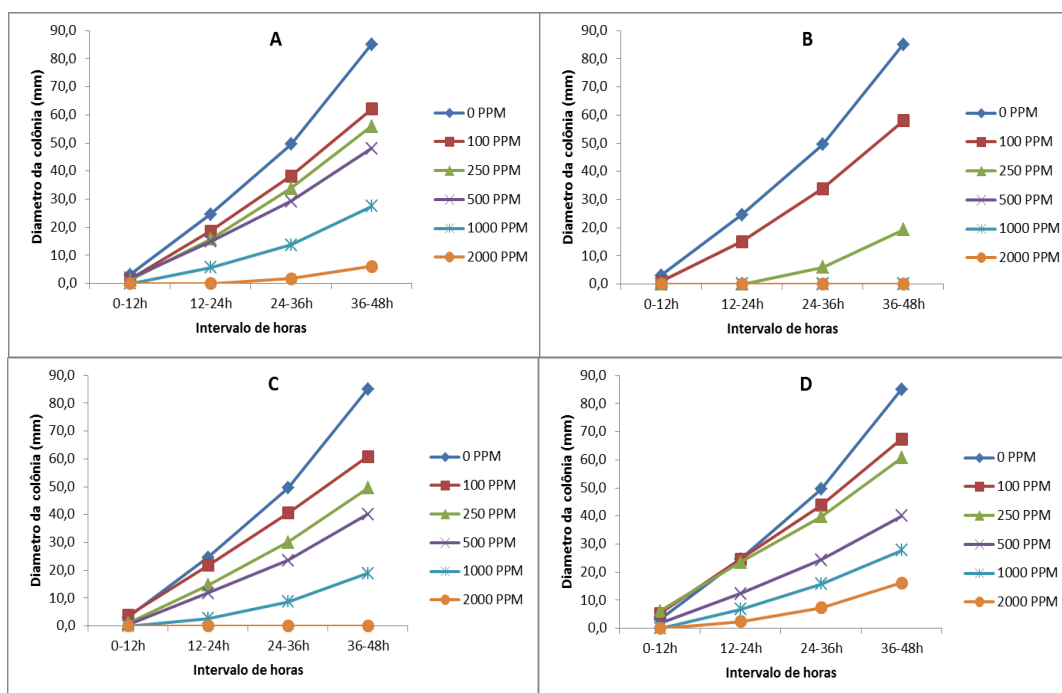 A
Diametro da colônia (mm)
90,0
80,0
70,0
60,0
50,0
40,0
30,0
20,0
10,0
0,0
0-12h 12-24h 24-36h 36-48h
Intervalo de horas
0 PPM
100 PPM
250 PPM
500 PPM
1000 PPM
2000 PPM
B
Diametro da colônia (mm)
90,0
80,0
70,0
60,0
50,0
40,0
30,0
20,0
10,0
0,0
0-12h 12-24h 24-36h 36-48h
Intervalo de horas
0 PPM
100 PPM
250 PPM
500 PPM
1000 PPM
2000 PPM
C
Diametro da colônia (mm)
90,0
80,0
70,0
60,0
50,0
40,0
30,0
20,0
10,0
0,0
0-12h 12-24h 24-36h 36-48h
Intervalo de horas
0 PPM
100 PPM
250 PPM
500 PPM
1000 PPM
2000 PPM
D
Diametro da colônia (mm)
90,0
80,0
70,0
60,0
50,0
40,0
30,0
20,0
10,0
0,0
0-12h 12-24h 24-36h 36-48h
Intervalo de horas
0 PPM
100 PPM
250 PPM
500 PPM
1000 PPM
2000 PPM